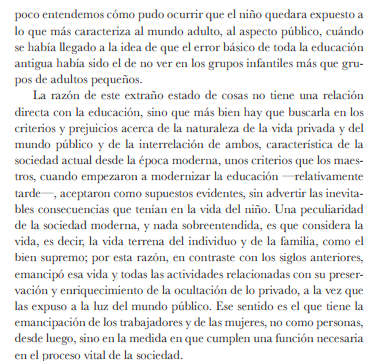 poco entendemos cómo pudo ocurrir que el niño quedara expuesto a
lo que más caracteriza al mundo adulto, al aspecto público, cuándo
se había llegado a la idea de que el error básico de toda la educación
antigua había sido el de no ver en los grupos infantiles más que gru-
pos de adultos pequeños.
La razón de este extraño estado de cosas no tiene una relación
directa con la educación, sino que más bien hay que buscarla en los
criterios y prejuicios acerca de la naturaleza de la vida privada y del
mundo público y de la interrelación de ambos, característica de la
sociedad actual desde la época moderna, unos criterios que los maes-
tros, cuando empezaron a modernizar la educación —relativamente
tarde—, aceptaron como supuestos evidentes, sin advertir las inevita-
bles consecuencias que tenían en la vida del niño. Una peculiaridad
de la sociedad moderna, y nada sobreentendida, es que considera la
vida, es decir, la vida terrena del individuo y de la familia, como el
bien supremo; por esta razón, en contraste con los siglos anteriores,
emancipó esa vida y todas las actividades relacionadas con su preser-
vación y enriquecimiento de la ocultación de lo privado, a la vez que
las expuso a la luz del mundo público. Ese sentido es el que tiene la
emancipación de los trabajadores y de las mujeres, no como personas,
desde luego, sino en la medida en que cumplen una función necesaria
en el proceso vital de la sociedad.